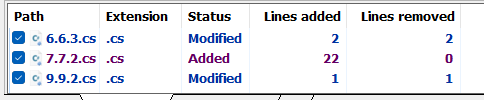 Path Extension Status Lines added Lines removed
6.6.3.cs .cs Modified 2 2
7.7.2.cs .cs Added 22 0
9.9.2.cs .cs Modified 1 1